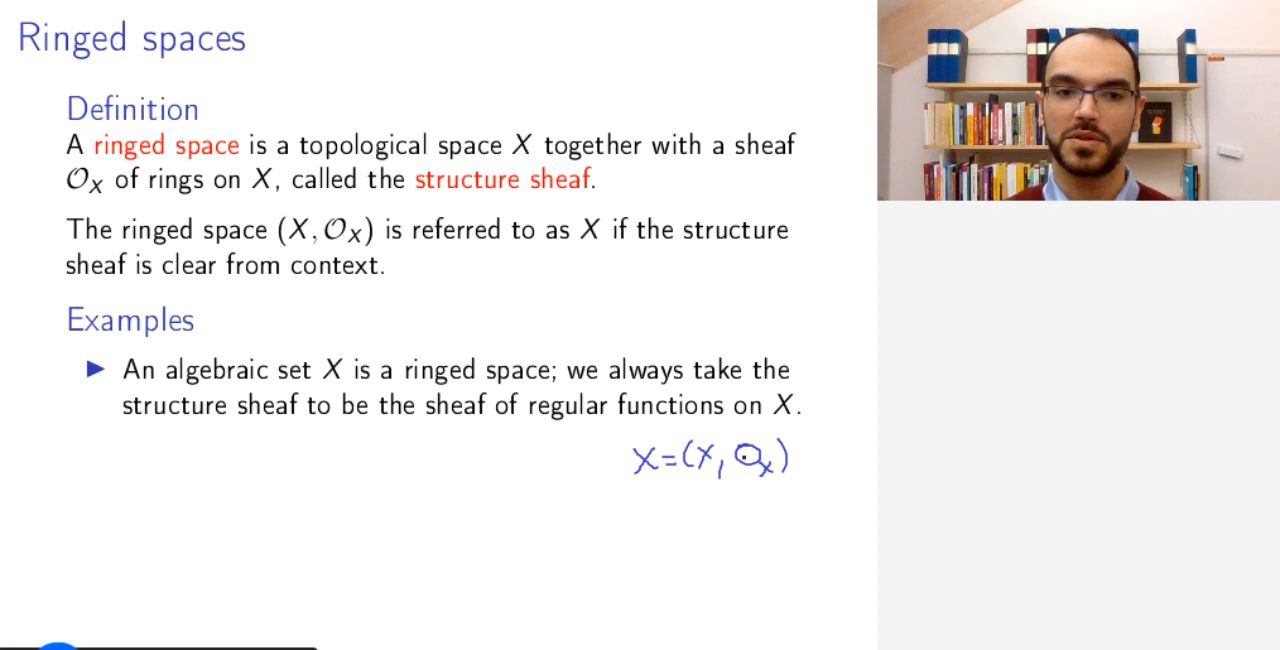 Ringed spaces
Definition
A ringed space is a topological space X together with a sheaf
𝒪_X of rings on X, called the structure sheaf.
The ringed space (X, 𝒪_X) is referred to as X if the structure
sheaf is clear from context.
Examples
▶ An algebraic set X is a ringed space; we always take the
structure sheaf to be the sheaf of regular functions on X.
X=(X, 𝒪_X)